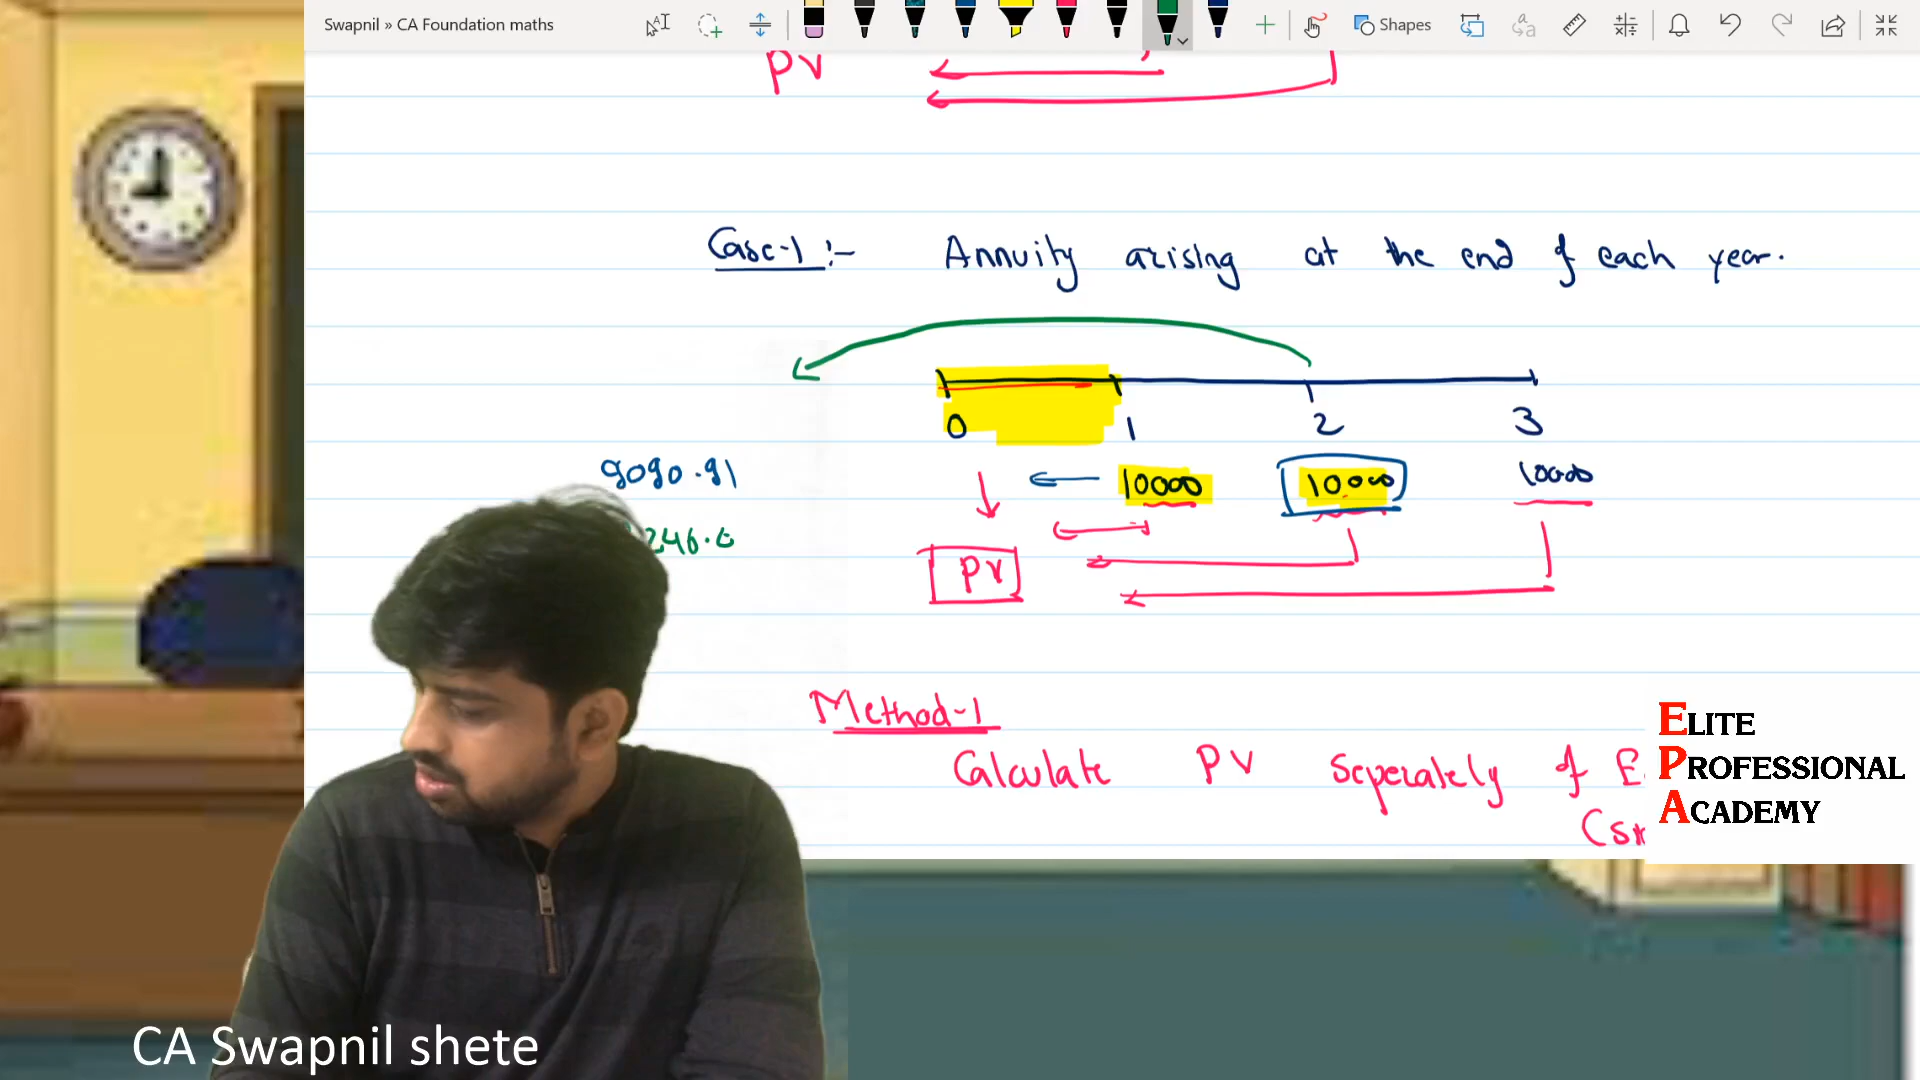 Swapnil » CA Foundation maths
Shapes
PV
Case-1 :- Annuity arising at the end of each year.
0 1 2 3
9090.91 10000 10000 10000
246.
PV
Method-1
Calculate PV Seperately of E
(s
ELITE
PROFESSIONAL
ACADEMY
CA Swapnil shete